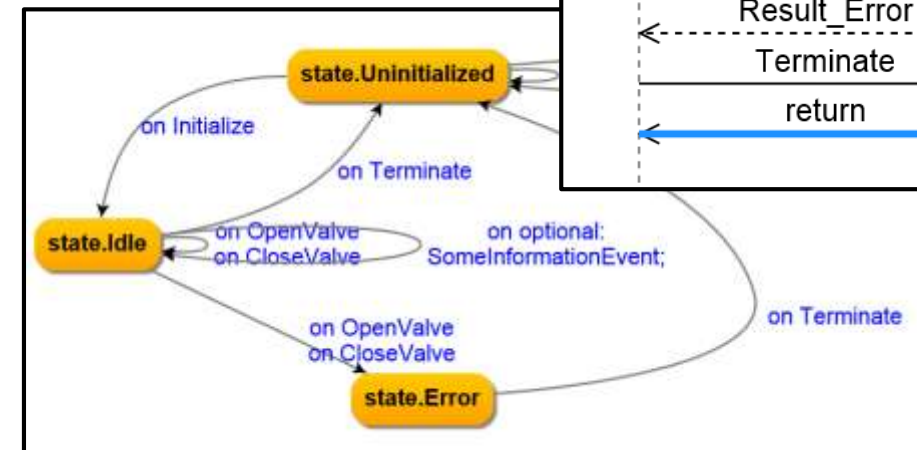 Result_Error
Terminate
return
state.Uninitialized
on Initialize
on Terminate
state.Idle
on OpenValve
on CloseValve
on optional:
SomeInformationEvent;
on OpenValve
on CloseValve
on Terminate
state.Error